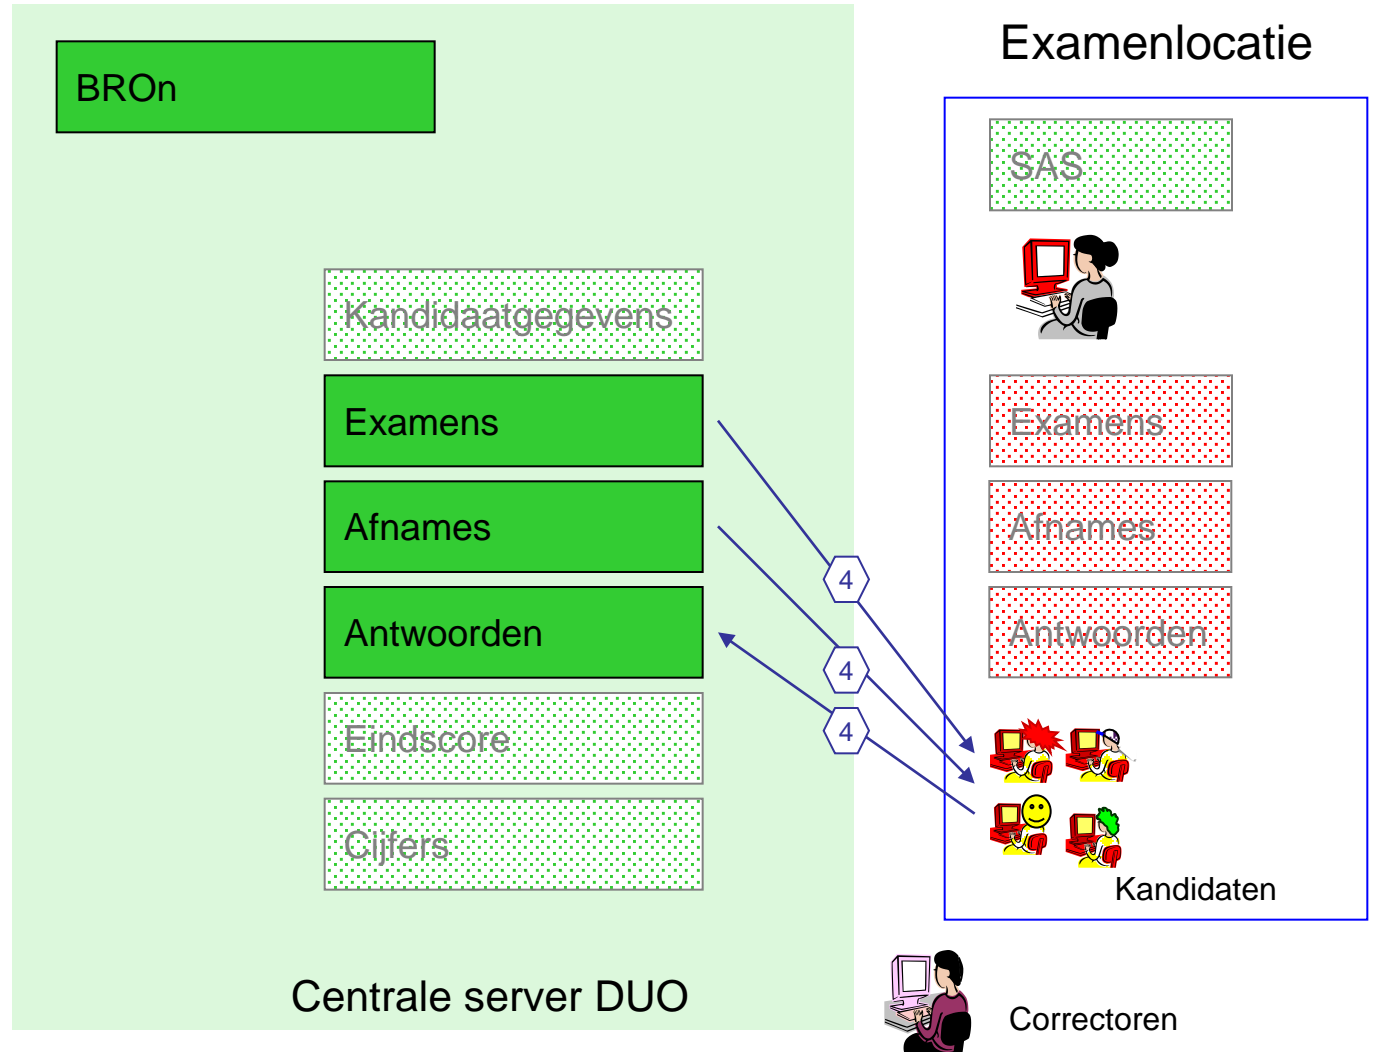 Examenlocatie
BROn
SAS
Kandidaatgegevens
Examens
Afnames
Antwoorden
Eindscore
Cijfers
4
4
4
Examens
Afnames
Antwoorden
Kandidaten
Centrale server DUO
Correctoren